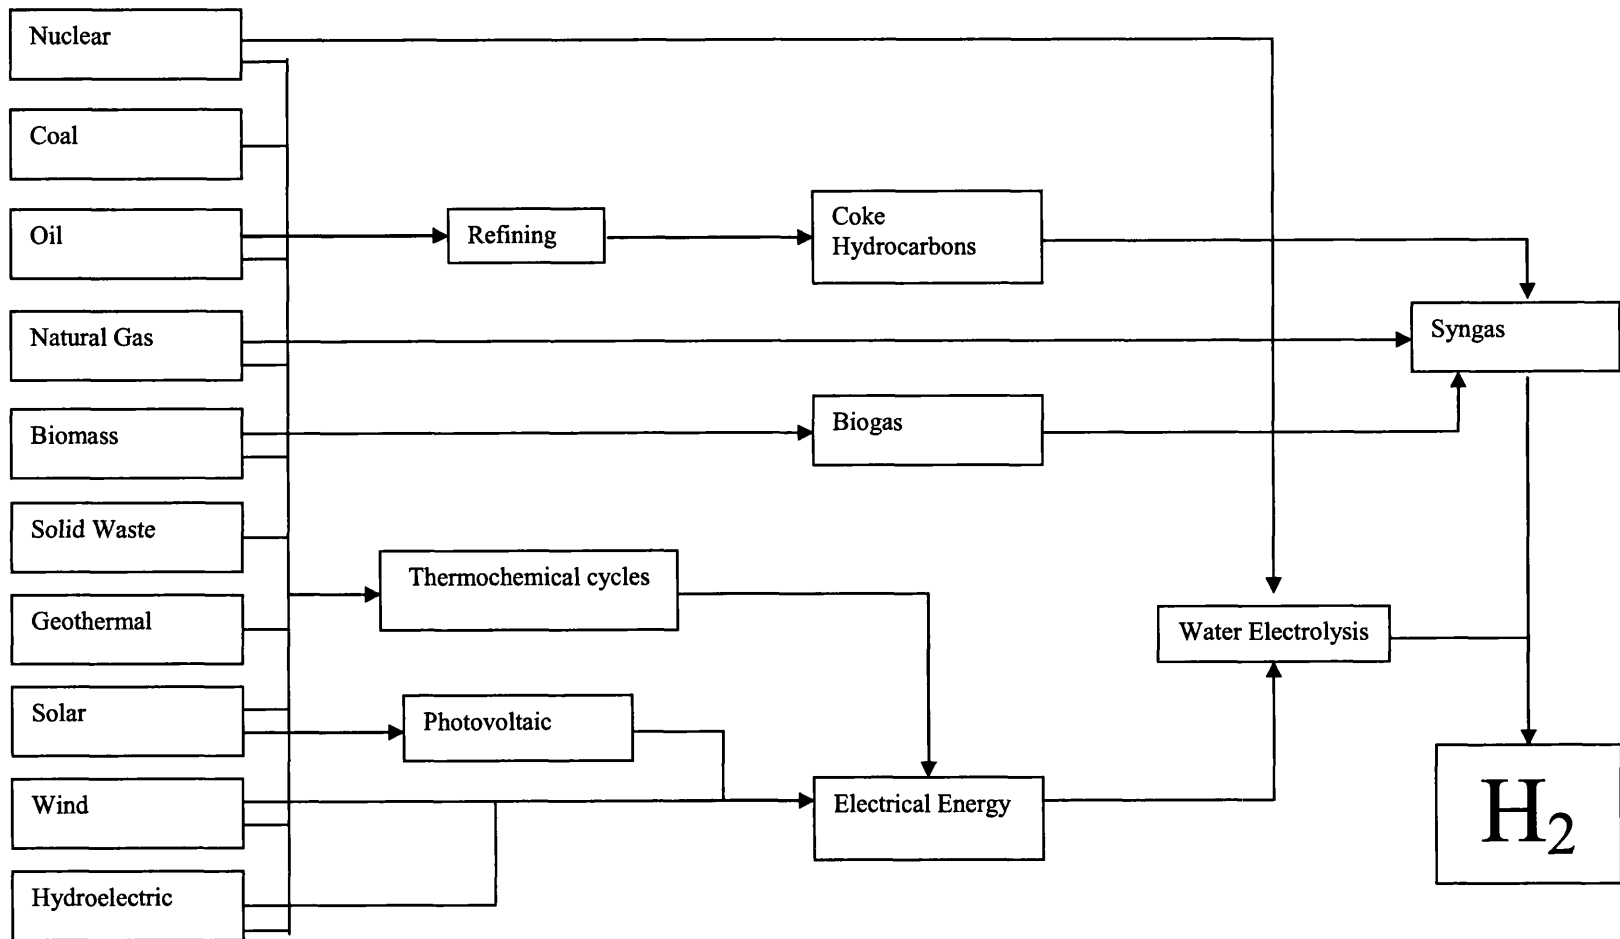 Nuclear
Coal
Oil
Refining
Coke
Hydrocarbons
Natural Gas
Syngas
Biomass
Biogas
Solid Waste
Thermochemical cycles
Geothermal
Water Electrolysis
Solar
Photovoltaic
Wind
Electrical Energy
H2
Hydroelectric